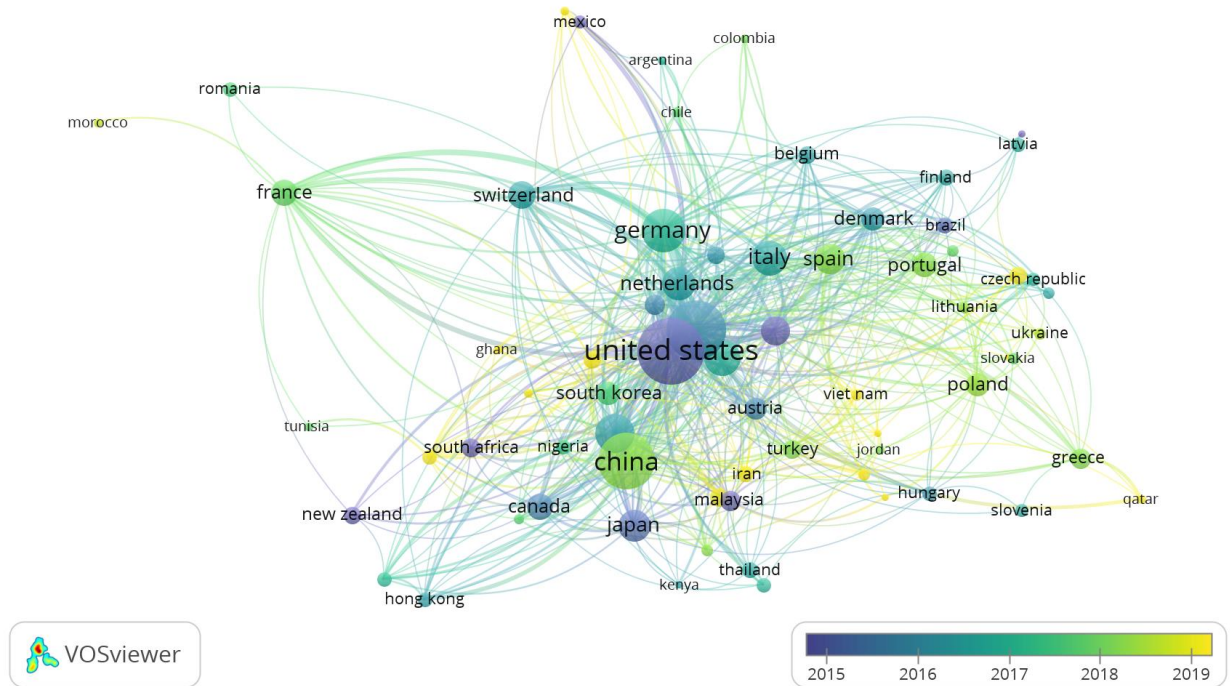 mexico
colombia
argentina
romania
chile
morocco
latvia
belgium
finland
france
switzerland
denmark
brazil
germany
italy
spain
portugal
netherlands
czech republic
lithuania
ukraine
ghana
united states
slovakia
south korea
poland
viet nam
austria
tunisia
south africa
nigeria
turkey
jordan
china
greece
iran
hungary
malaysia
qatar
new zealand
canada
slovenia
japan
thailand
kenya
hong kong
VOSviewer
2015 2016 2017 2018 2019